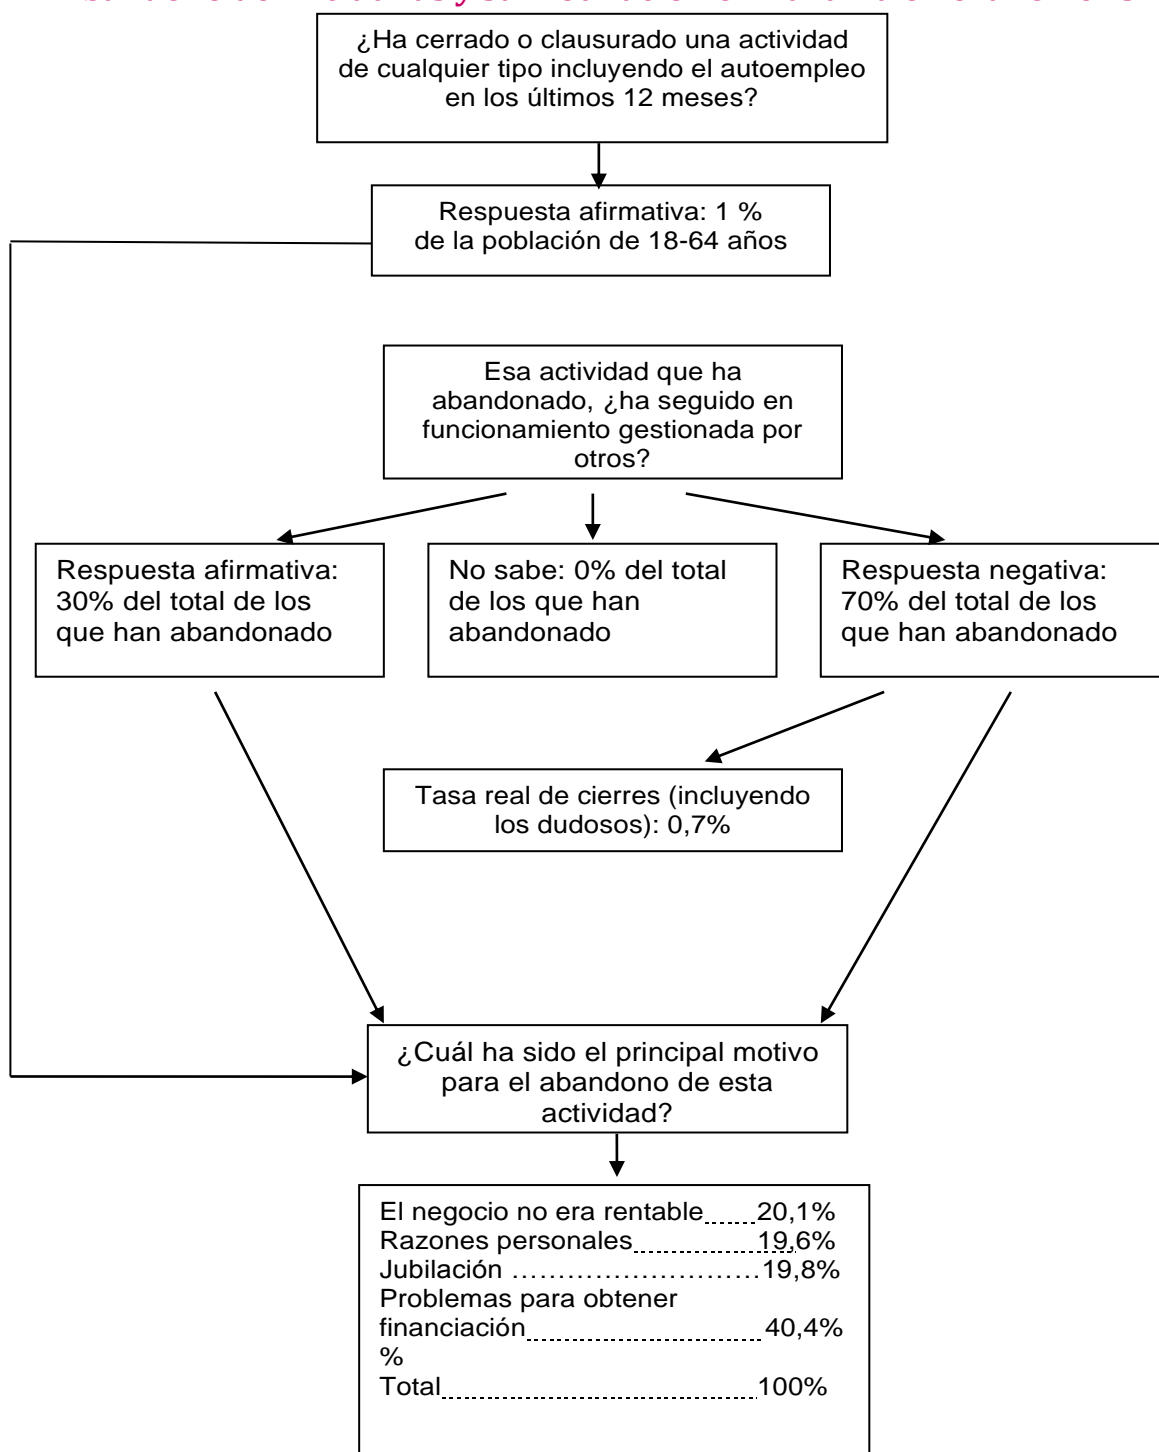 ¿Ha cerrado o clausurado una actividad
de cualquier tipo incluyendo el autoempleo
en los últimos 12 meses?
Respuesta afirmativa: 1 %
de la población de 18-64 años
Esa actividad que ha
abandonado, ¿ha seguido en
funcionamiento gestionada por
otros?
Respuesta afirmativa:
30% del total de los
que han abandonado
No sabe: 0% del total
de los que han
abandonado
Respuesta negativa:
70% del total de los
que han abandonado
Tasa real de cierres (incluyendo
los dudosos): 0,7%
¿Cuál ha sido el principal motivo
para el abandono de esta
actividad?
El negocio no era rentable......20,1%
Razones personales..................19,6%
Jubilación ………………………19,8%
Problemas para obtener
financiación..........................40,4%
%
Total.....................................100%